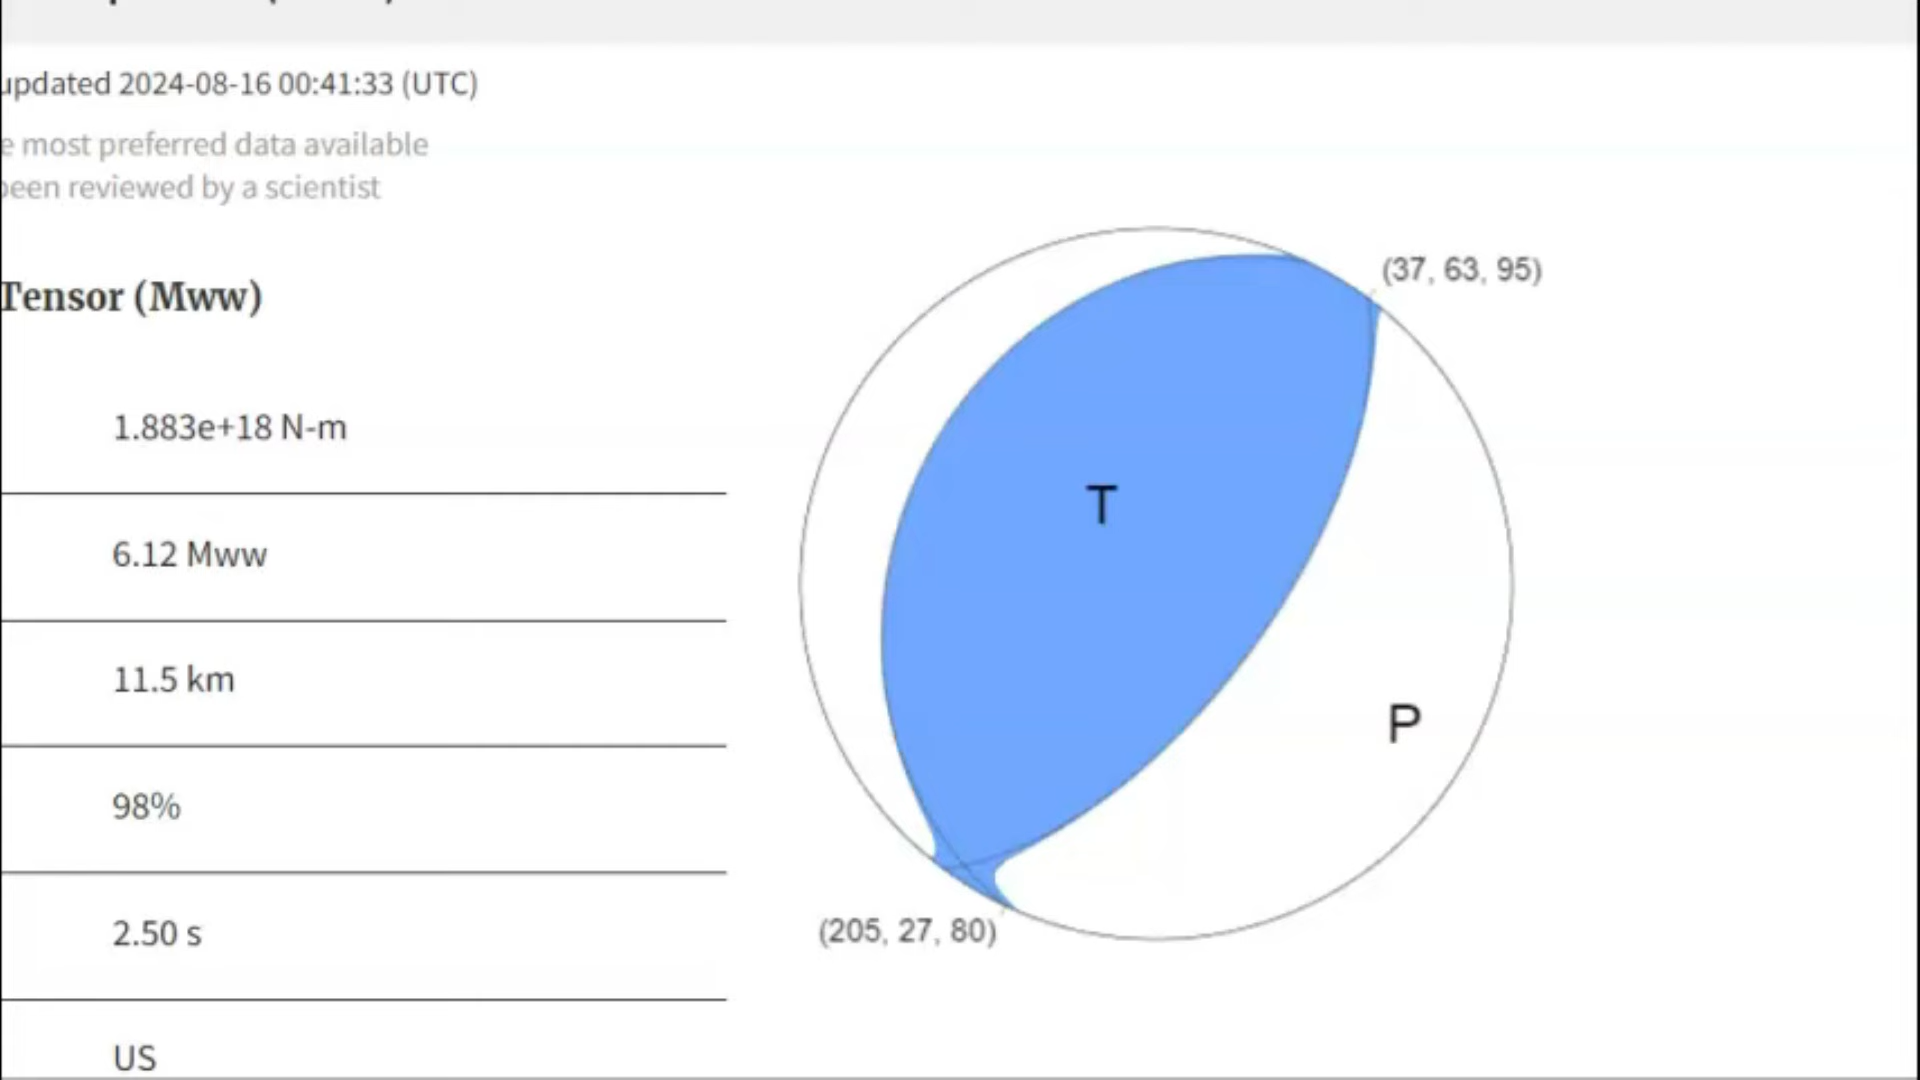 updated 2024-08-16 00:41:33 (UTC)
most preferred data available
been reviewed by a scientist
Tensor (Mww)
1.883e+18 N-m
6.12 Mww
11.5 km
98%
2.50 s
US
(37, 63, 95)
T
P
(205, 27, 80)